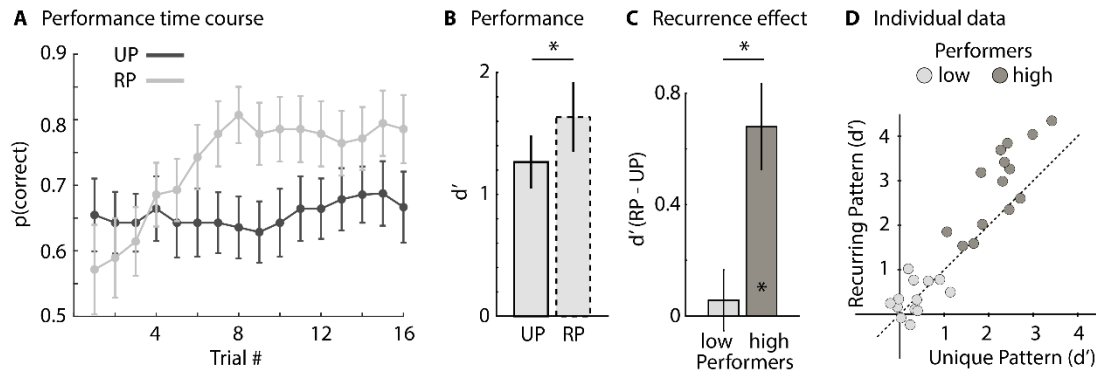 A Performance time course
B Performance
C Recurrence effect
D Individual data
UP
RP
0.9
0.8
0.7
0.6
0.5
p(correct)
4 8 12 16
Trial #
*
2
1
0
d′
UP RP
*
0.8
0.4
0
d′ (RP - UP)
*
low high
Performers
Performers
low high
4
3
2
1
Recurring Pattern (d′)
1 2 3 4
Unique Pattern (d′)